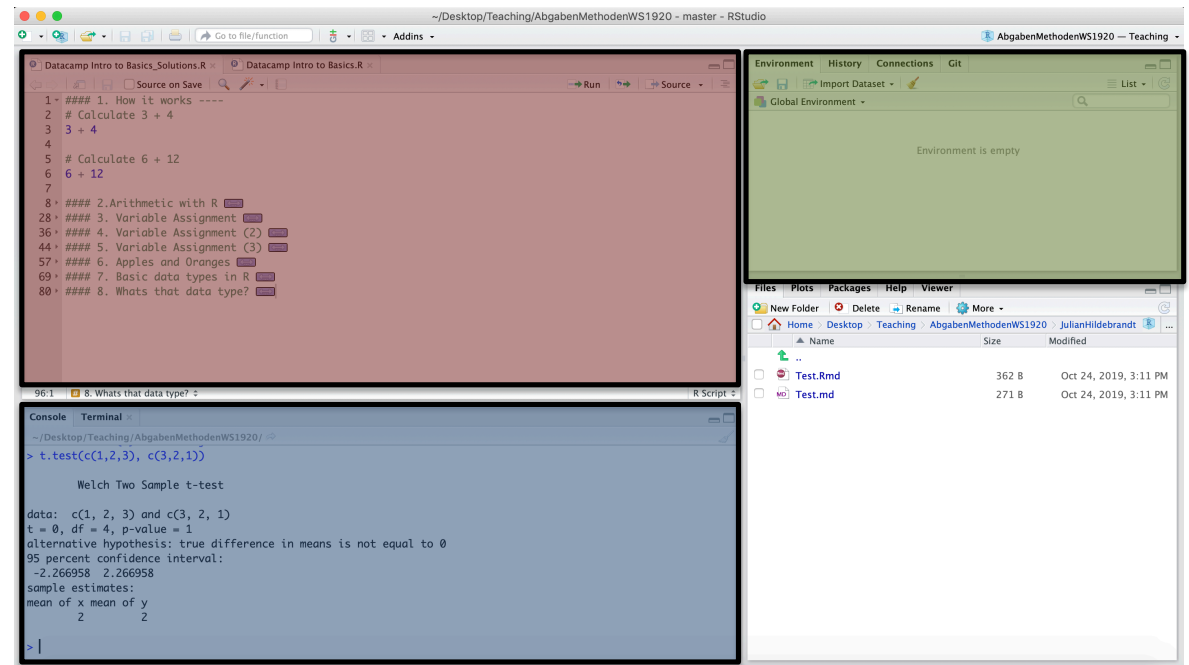 ~/Desktop/Teaching/AbgabenMethodenWS1920 - master - RStudio
Go to file/function Addins AbgabenMethodenWS1920 — Teaching
Datacamp Intro to Basics_Solutions.R Datacamp Intro to Basics.R
Source on Save Run Source
1 #### 1. How it works ----
2 # Calculate 3 + 4
3 3 + 4
4
5 # Calculate 6 + 12
6 6 + 12
7
8 #### 2.Arithmetic with R
28 #### 3. Variable Assignment
36 #### 4. Variable Assignment (2)
44 #### 5. Variable Assignment (3)
57 #### 6. Apples and Oranges
69 #### 7. Basic data types in R
80 #### 8. Whats that data type?
96:1 8. Whats that data type? R Script
Console Terminal
~/Desktop/Teaching/AbgabenMethodenWS1920/
> t.test(c(1,2,3), c(3,2,1))
Welch Two Sample t-test
data: c(1, 2, 3) and c(3, 2, 1)
t = 0, df = 4, p-value = 1
alternative hypothesis: true difference in means is not equal to 0
95 percent confidence interval:
-2.266958 2.266958
sample estimates:
mean of x mean of y
2 2
>
Environment History Connections Git
Import Dataset List
Global Environment
Environment is empty
Files Plots Packages Help Viewer
New Folder Delete Rename More
Home Desktop Teaching AbgabenMethodenWS1920 JulianHildebrandt ...
Name Size Modified
..
Test.Rmd 362 B Oct 24, 2019, 3:11 PM
MD Test.md 271 B Oct 24, 2019, 3:11 PM